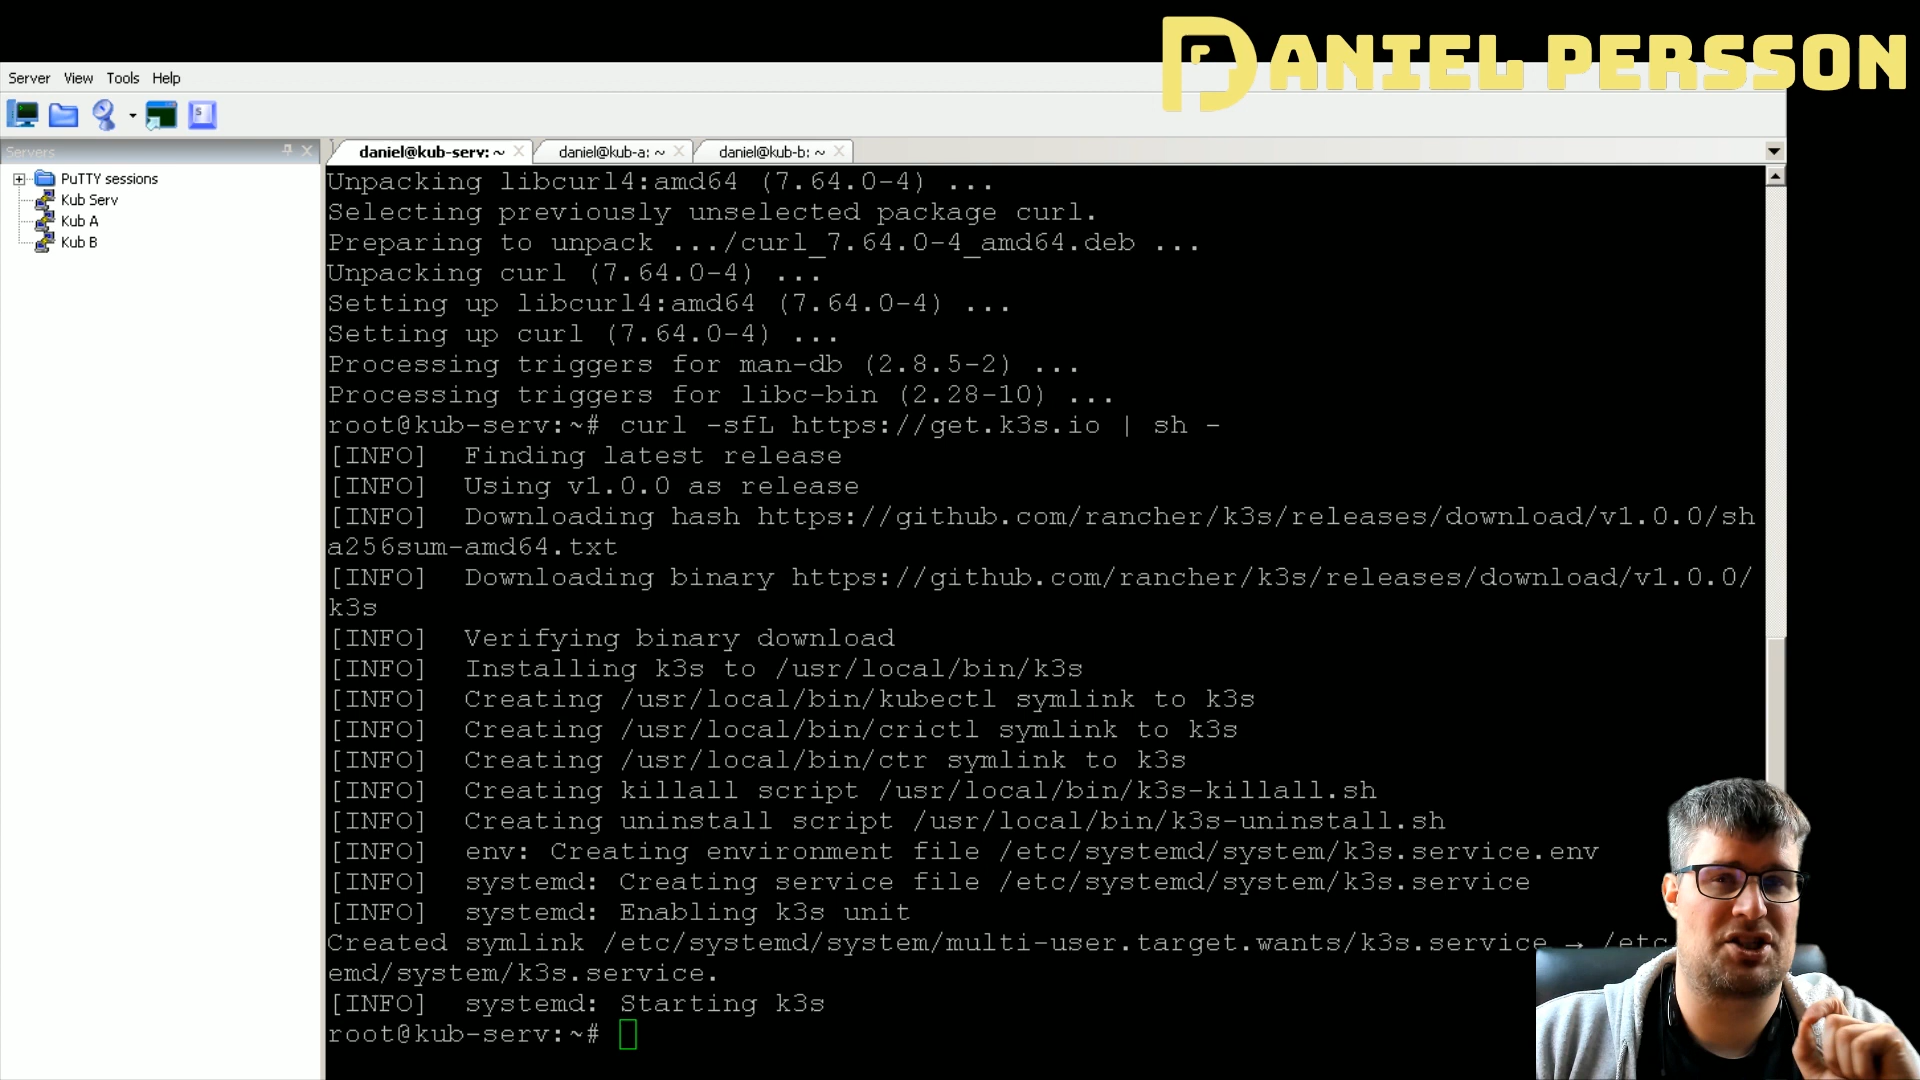 DANIEL PERSSON
Server View Tools Help
Servers
daniel@kub-serv: ~
daniel@kub-a: ~
daniel@kub-b: ~
PuTTY sessions
Kub Serv
Kub A
Kub B
Unpacking libcurl4:amd64 (7.64.0-4) ...
Selecting previously unselected package curl.
Preparing to unpack .../curl_7.64.0-4_amd64.deb ...
Unpacking curl (7.64.0-4) ...
Setting up libcurl4:amd64 (7.64.0-4) ...
Setting up curl (7.64.0-4) ...
Processing triggers for man-db (2.8.5-2) ...
Processing triggers for libc-bin (2.28-10) ...
root@kub-serv:~# curl -sfL https://get.k3s.io | sh -
[INFO]  Finding latest release
[INFO]  Using v1.0.0 as release
[INFO]  Downloading hash https://github.com/rancher/k3s/releases/download/v1.0.0/sh
a256sum-amd64.txt
[INFO]  Downloading binary https://github.com/rancher/k3s/releases/download/v1.0.0/
k3s
[INFO]  Verifying binary download
[INFO]  Installing k3s to /usr/local/bin/k3s
[INFO]  Creating /usr/local/bin/kubectl symlink to k3s
[INFO]  Creating /usr/local/bin/crictl symlink to k3s
[INFO]  Creating /usr/local/bin/ctr symlink to k3s
[INFO]  Creating killall script /usr/local/bin/k3s-killall.sh
[INFO]  Creating uninstall script /usr/local/bin/k3s-uninstall.sh
[INFO]  env: Creating environment file /etc/systemd/system/k3s.service.env
[INFO]  systemd: Creating service file /etc/systemd/system/k3s.service
[INFO]  systemd: Enabling k3s unit
Created symlink /etc/systemd/system/multi-user.target.wants/k3s.service → /etc
emd/system/k3s.service.
[INFO]  systemd: Starting k3s
root@kub-serv:~#